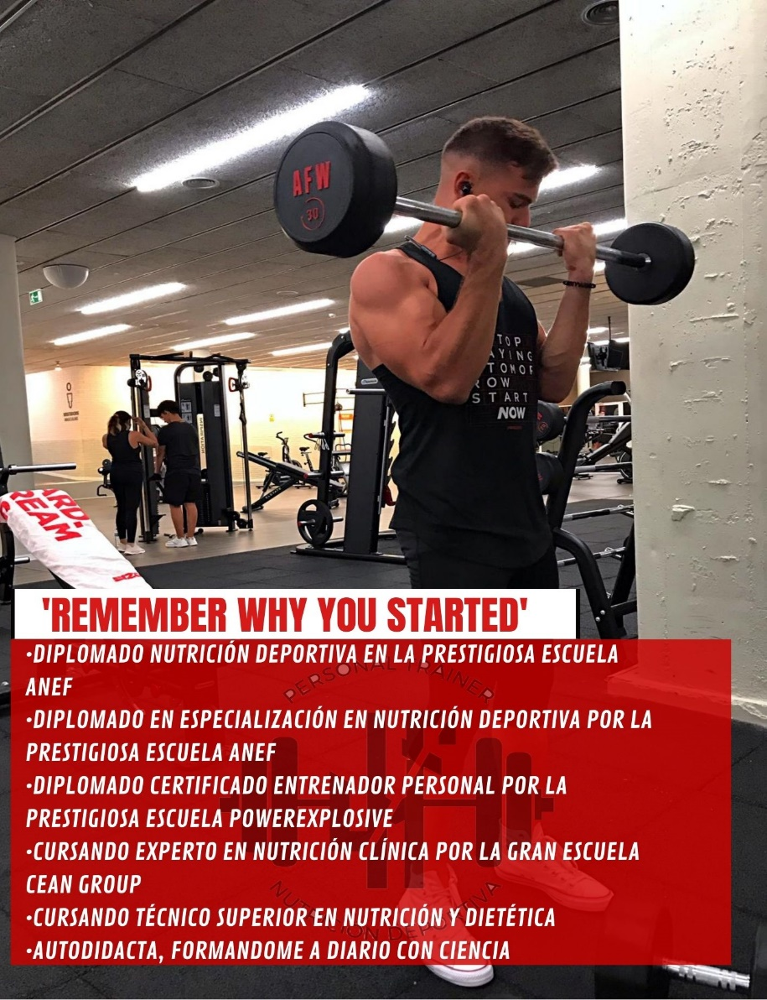 AFW
30
TOP
AYING
TOMOR
ROW
START
NOW
ARD.
REAM
'REMEMBER WHY YOU STARTED'
•DIPLOMADO NUTRICIÓN DEPORTIVA EN LA PRESTIGIOSA ESCUELA
ANEF
•DIPLOMADO EN ESPECIALIZACIÓN EN NUTRICIÓN DEPORTIVA POR LA
PRESTIGIOSA ESCUELA ANEF
•DIPLOMADO CERTIFICADO ENTRENADOR PERSONAL POR LA
PRESTIGIOSA ESCUELA POWEREXPLOSIVE
•CURSANDO EXPERTO EN NUTRICIÓN CLÍNICA POR LA GRAN ESCUELA
CEAN GROUP
•CURSANDO TÉCNICO SUPERIOR EN NUTRICIÓN Y DIETÉTICA
•AUTODIDACTA, FORMANDOME A DIARIO CON CIENCIA
PERSONAL TRAINER
NUTRICIÓN DEPORTIVA